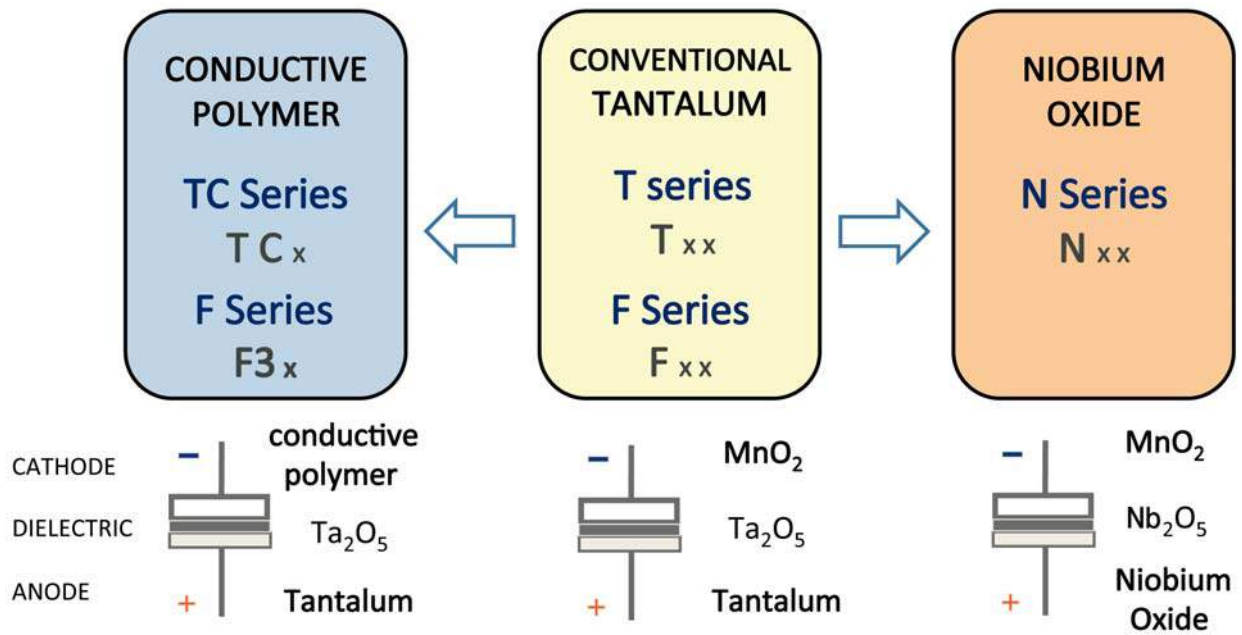 CONDUCTIVE
POLYMER
TC Series
T C x
F Series
F3 x
CONVENTIONAL
TANTALUM
T series
T x x
F Series
F x x
NIOBIUM
OXIDE
N Series
N x x
CATHODE
DIELECTRIC
ANODE
−
conductive
polymer
Ta₂O₅
+
Tantalum
−
MnO₂
Ta₂O₅
+
Tantalum
−
MnO₂
Nb₂O₅
+
Niobium
Oxide